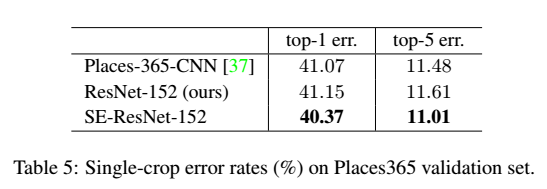 top-1 err. top-5 err.
Places-365-CNN [37] 41.07 11.48
ResNet-152 (ours) 41.15 11.61
SE-ResNet-152 40.37 11.01
Table 5: Single-crop error rates (%) on Places365 validation set.